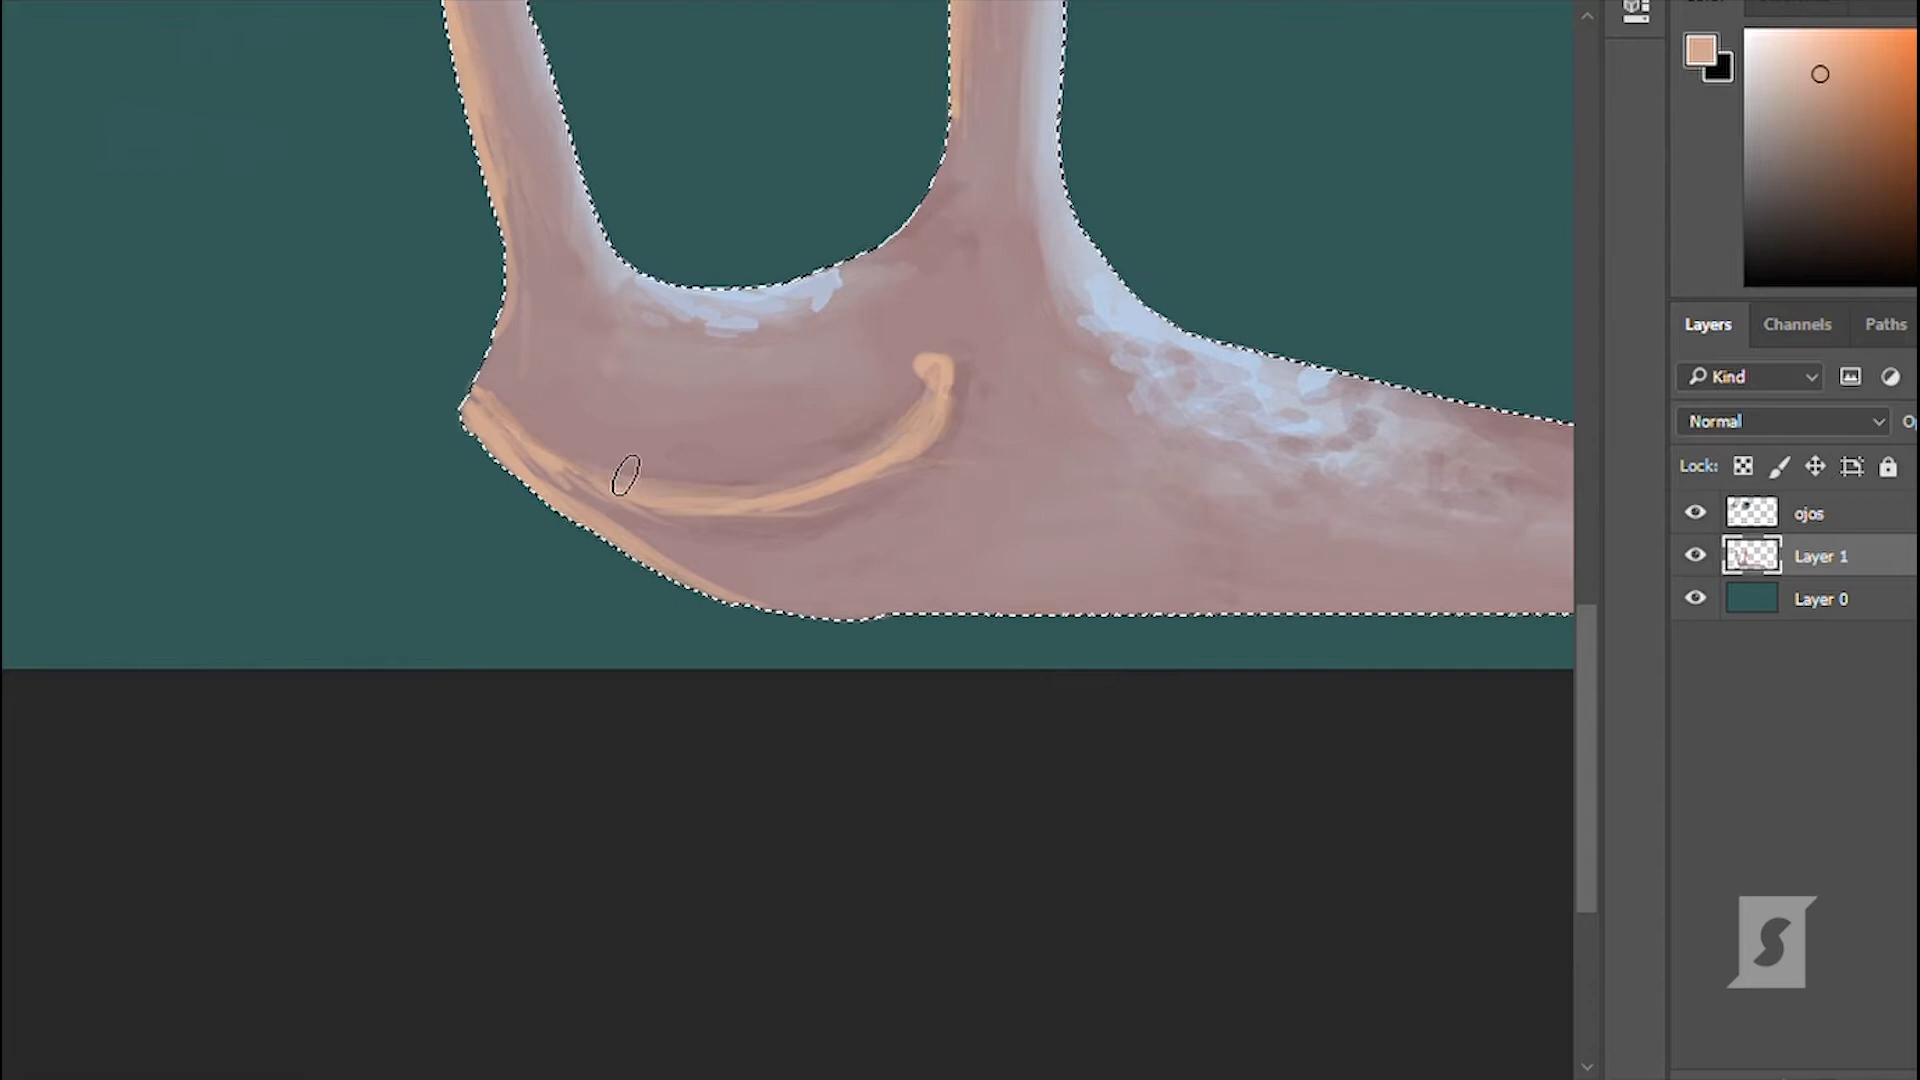 Layers Channels Paths
Kind
Normal
Lock:
ojos
Layer 1
Layer 0
S